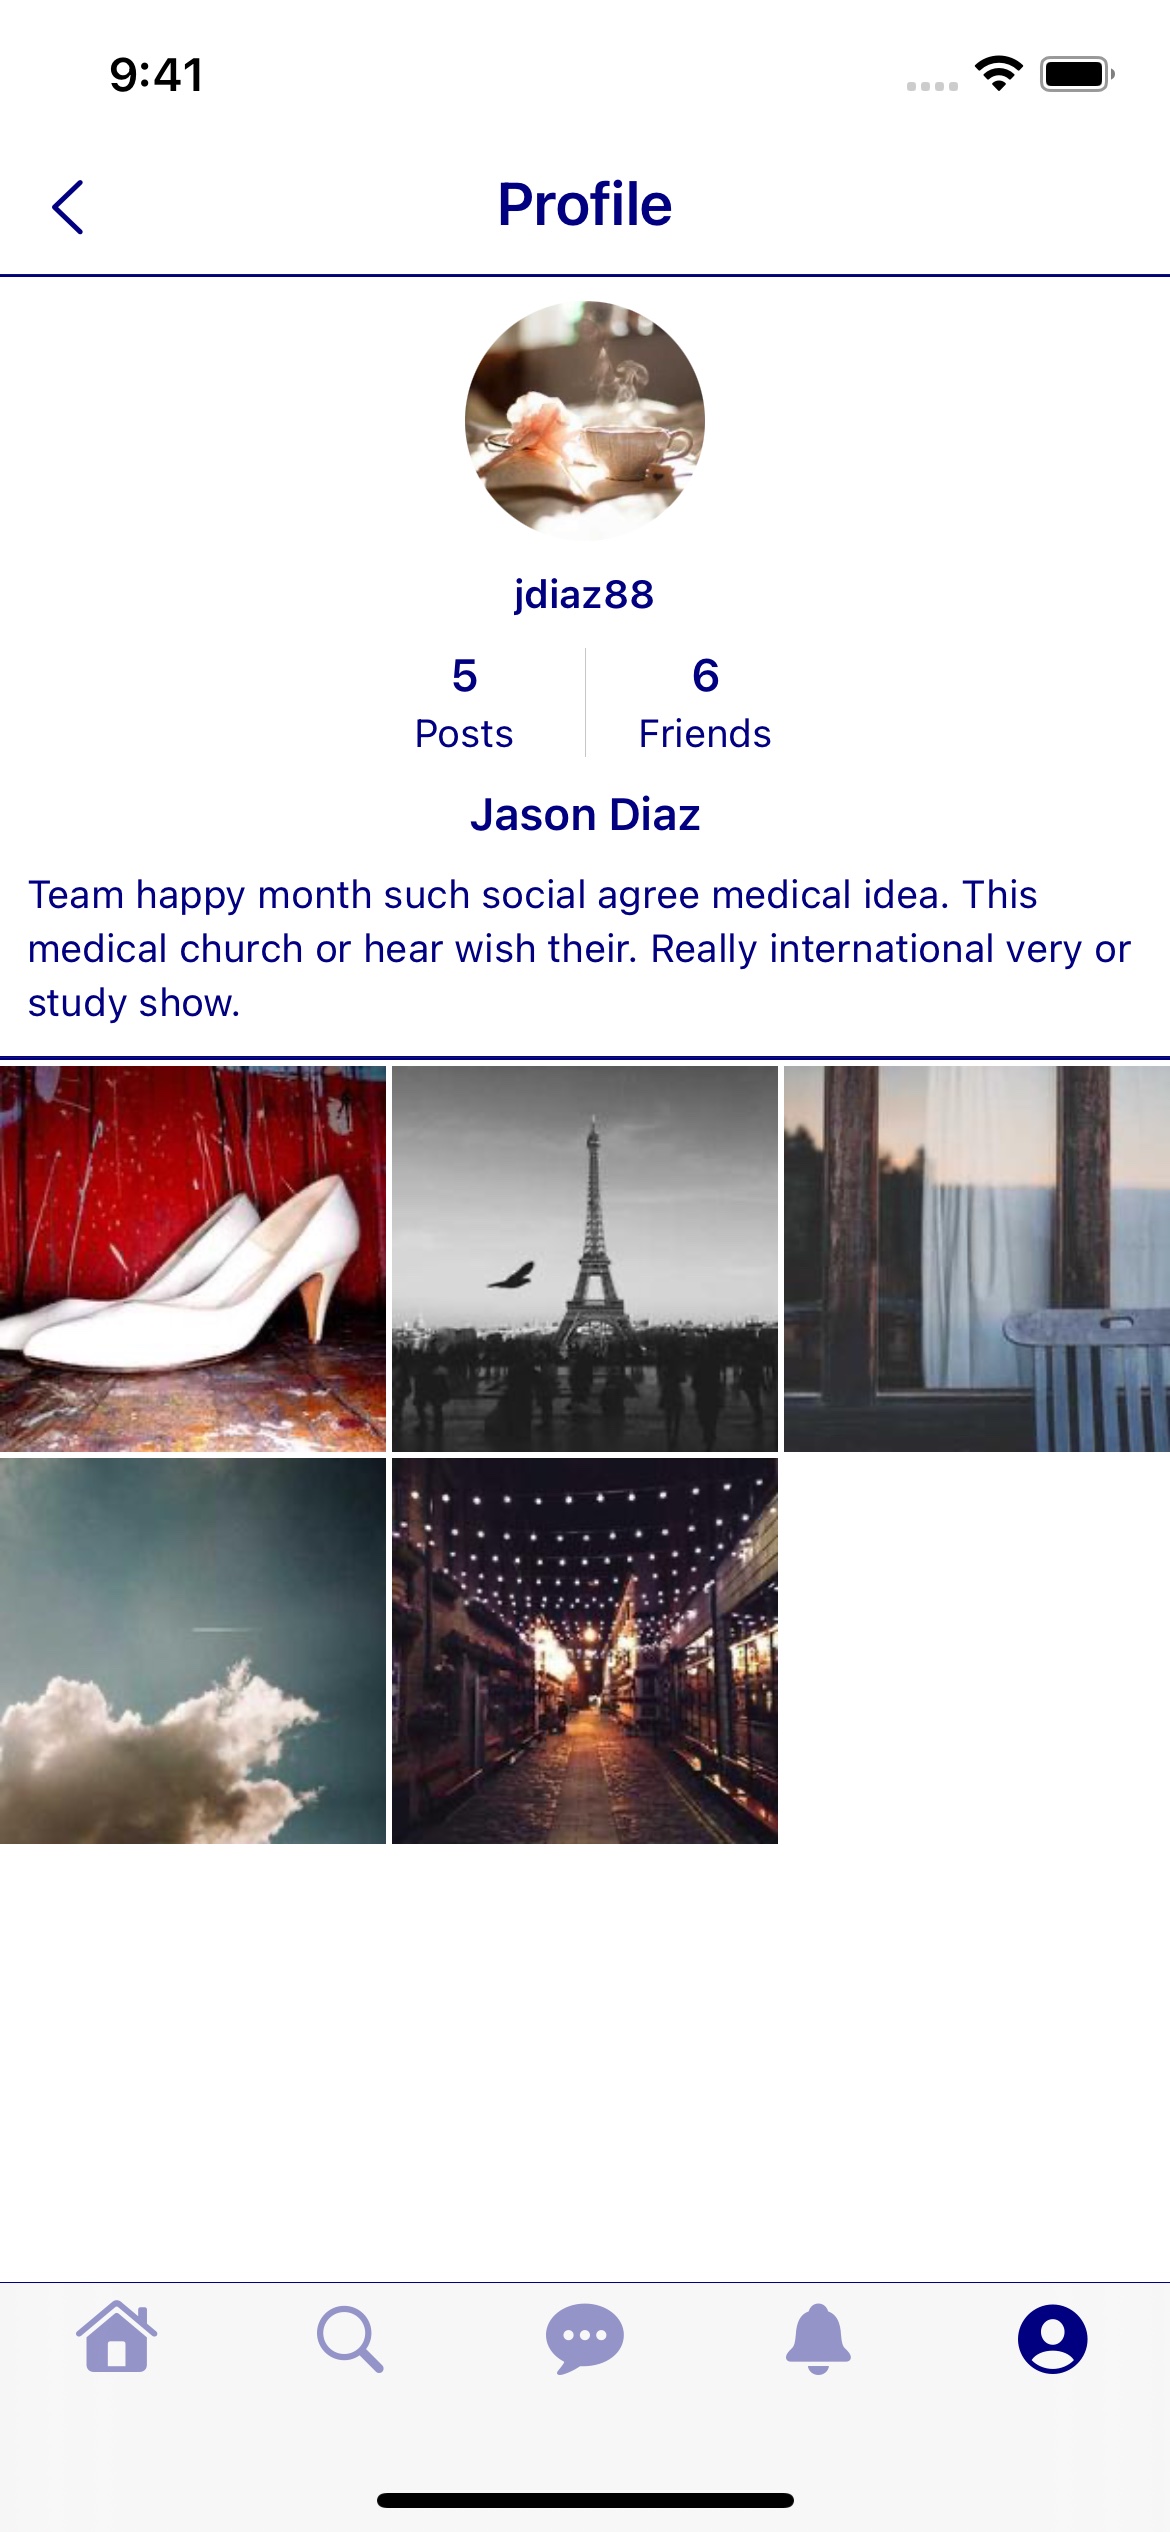 9:41
Profile
jdiaz88
5
Posts
6
Friends
Jason Diaz
Team happy month such social agree medical idea. This
medical church or hear wish their. Really international very or
study show.